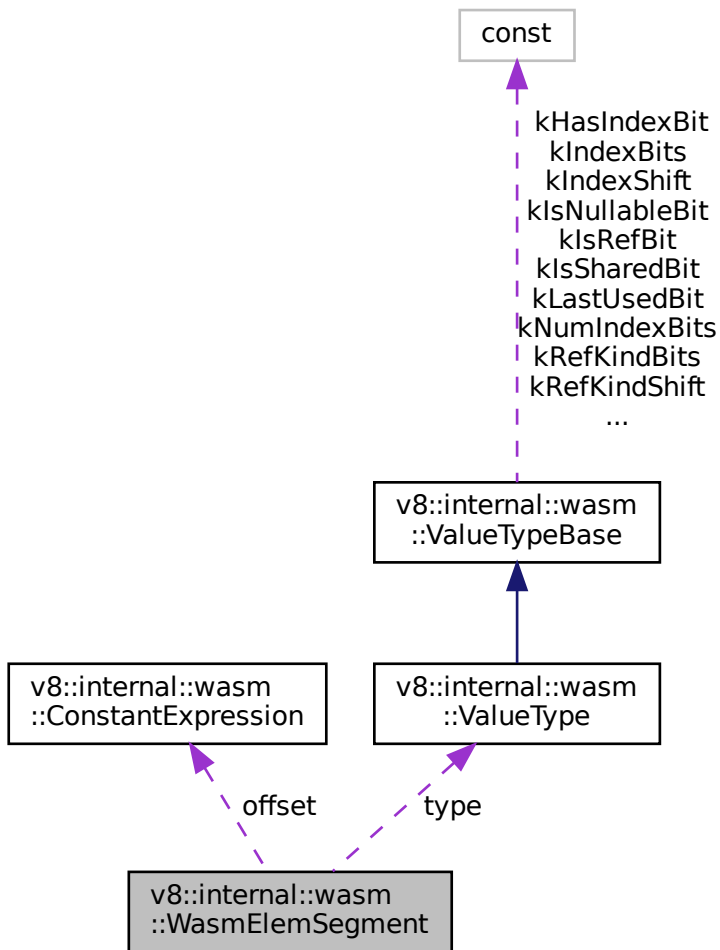 const
kHasIndexBit
kIndexBits
kIndexShift
kIsNullableBit
kIsRefBit
kIsSharedBit
kLastUsedBit
kNumIndexBits
kRefKindBits
kRefKindShift
...
v8::internal::wasm
::ValueTypeBase
v8::internal::wasm
::ConstantExpression
v8::internal::wasm
::ValueType
offset
type
v8::internal::wasm
::WasmElemSegment